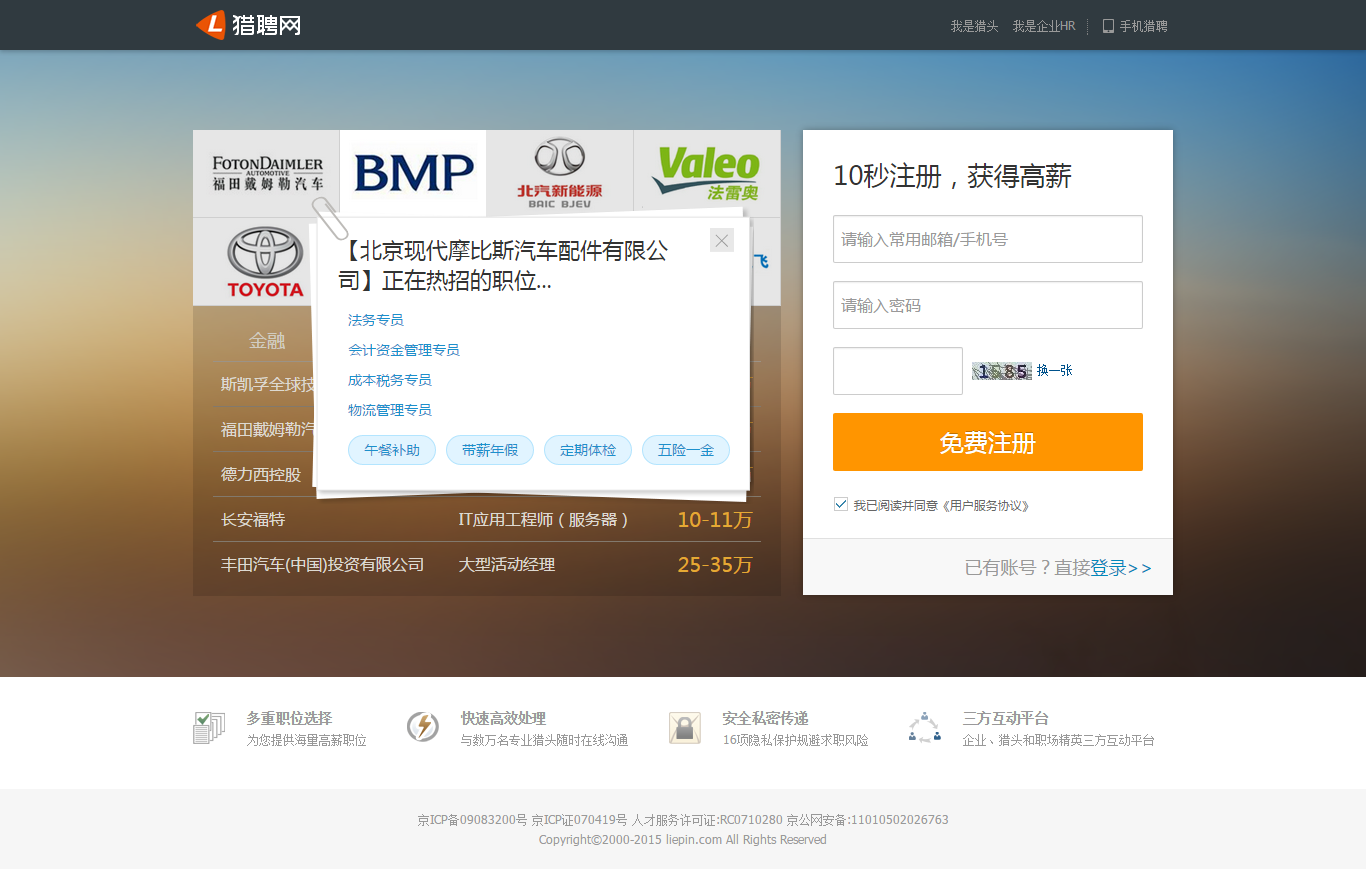 猎聘网
我是猎头 我是企业HR 手机猎聘
FOTONDAIMLER
AUTOMOTIVE
福田戴姆勒汽车
BMP
北汽新能源
BAIC BJEV
Valeo
法雷奥
TOYOTA
飞
【北京现代摩比斯汽车配件有限公
司】正在热招的职位...
法务专员
会计资金管理专员
成本税务专员
物流管理专员
午餐补助 带薪年假 定期体检 五险一金
金融
斯凯孚全球技
福田戴姆勒汽
德力西控股
长安福特 IT应用工程师（服务器） 10-11万
丰田汽车(中国)投资有限公司 大型活动经理 25-35万
10秒注册，获得高薪
请输入常用邮箱/手机号
请输入密码
1585 换一张
免费注册
我已阅读并同意《用户服务协议》
已有账号？直接登录>>
多重职位选择
为您提供海量高薪职位
快速高效处理
与数万名专业猎头随时在线沟通
安全私密传递
16项隐私保护规避求职风险
三方互动平台
企业、猎头和职场精英三方互动平台
京ICP备09083200号 京ICP证070419号 人才服务许可证:RC0710280 京公网安备:11010502026763
Copyright©2000-2015 liepin.com All Rights Reserved